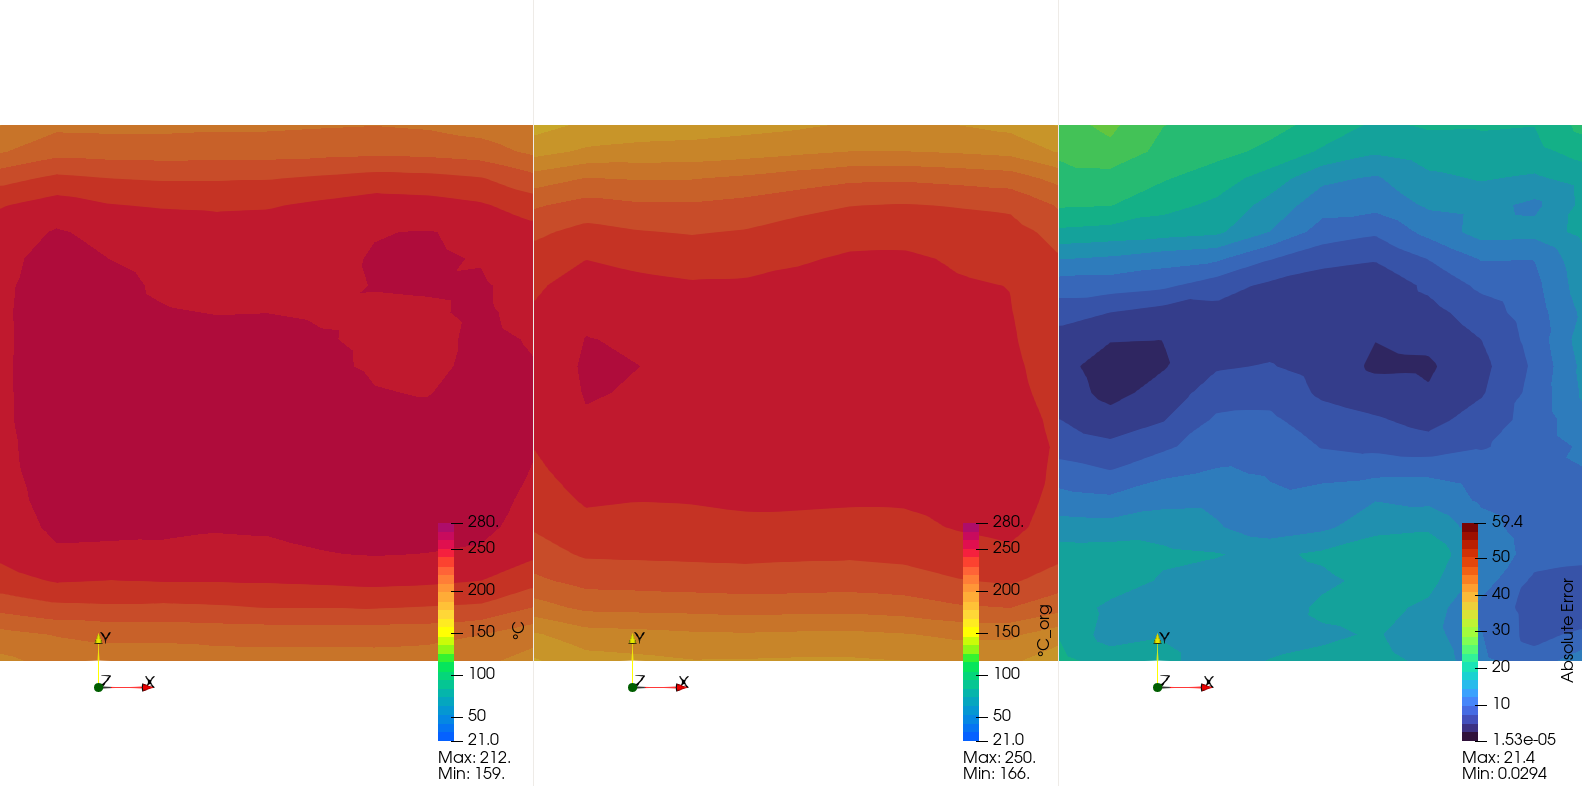 280.
250
200
150
100
50
21.0
°C
Max: 212.
Min: 159.
Y
Z
X
280.
250
200
150
100
50
21.0
°C_org
Max: 250.
Min: 166.
Y
Z
X
59.4
50
40
30
20
10
1.53e-05
Absolute Error
Max: 21.4
Min: 0.0294
Y
Z
X